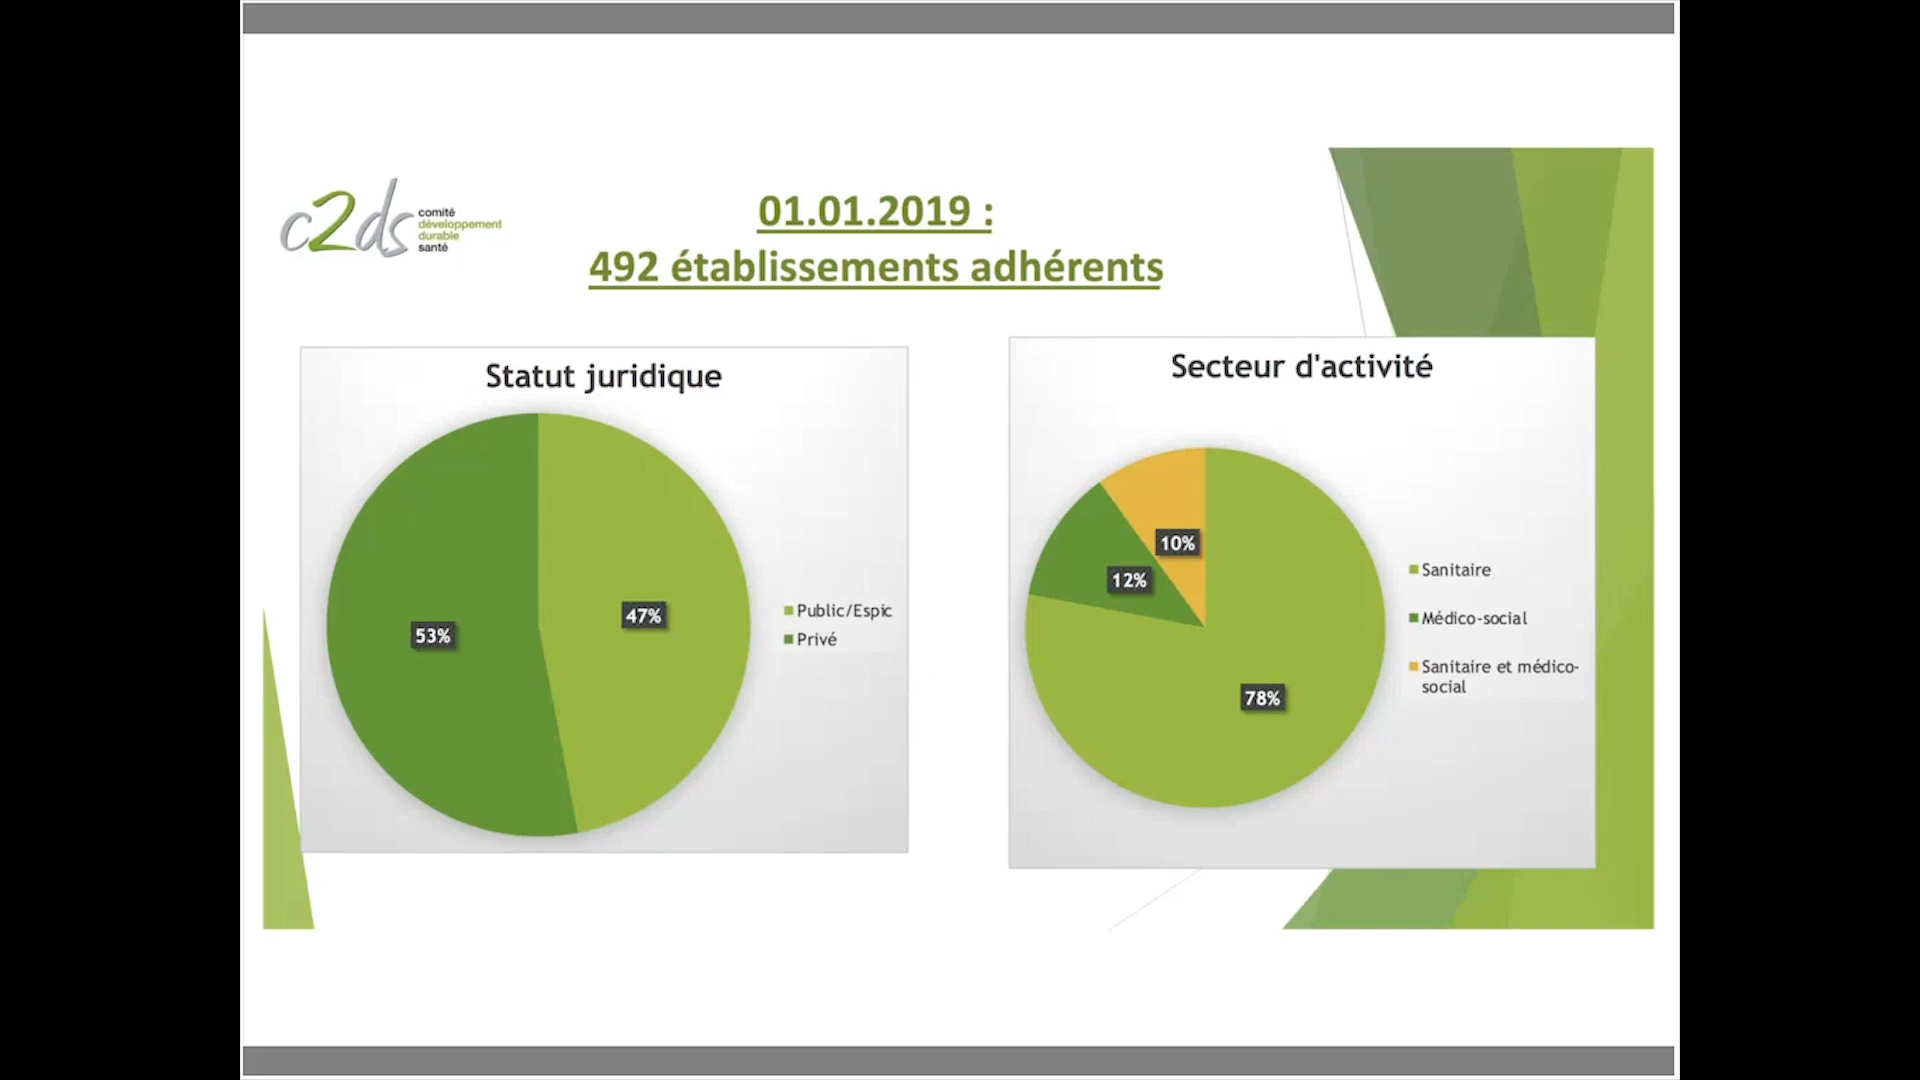 c2ds
comité
développement
durable
santé
01.01.2019 :
492 établissements adhérents
Statut juridique
53%
47%
Public/Espic
Privé
Secteur d'activité
10%
12%
78%
Sanitaire
Médico-social
Sanitaire et médico-
social